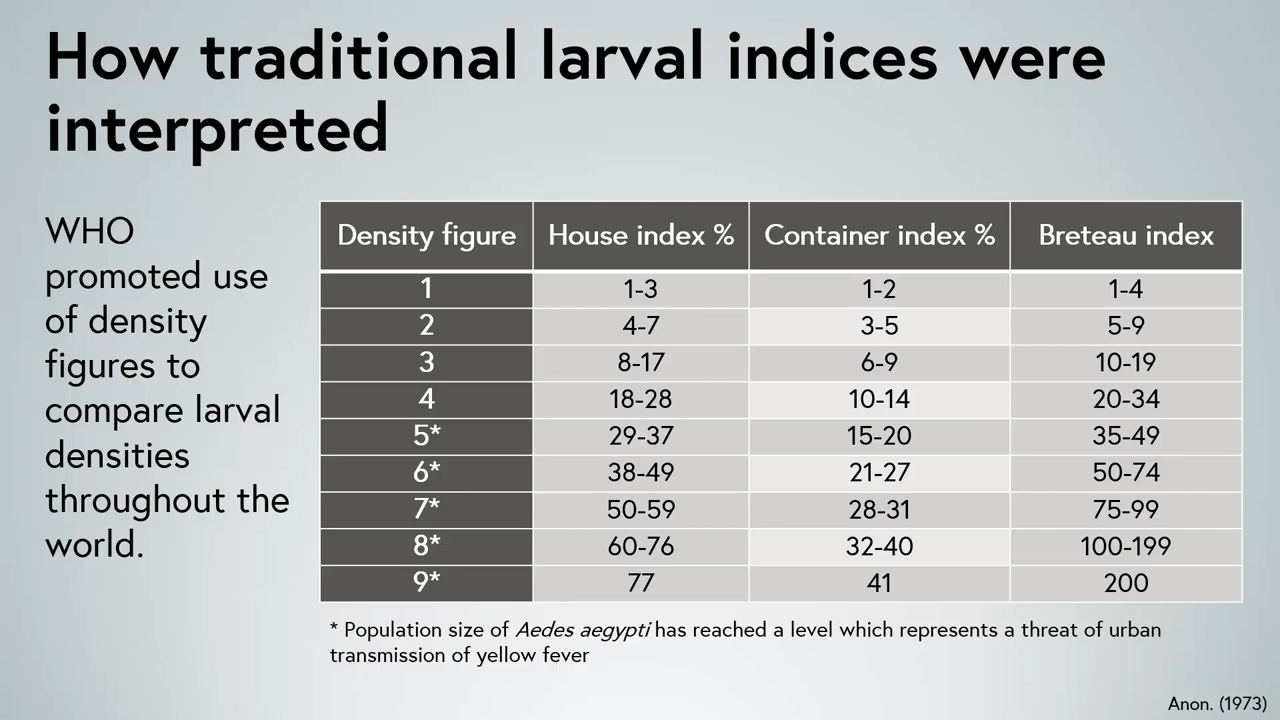 How traditional larval indices were
interpreted
WHO
promoted use
of density
figures to
compare larval
densities
throughout the
world.
Density figure House index % Container index % Breteau index
1 1-3 1-2 1-4
2 4-7 3-5 5-9
3 8-17 6-9 10-19
4 18-28 10-14 20-34
5* 29-37 15-20 35-49
6* 38-49 21-27 50-74
7* 50-59 28-31 75-99
8* 60-76 32-40 100-199
9* 77 41 200
* Population size of Aedes aegypti has reached a level which represents a threat of urban
transmission of yellow fever
Anon. (1973)